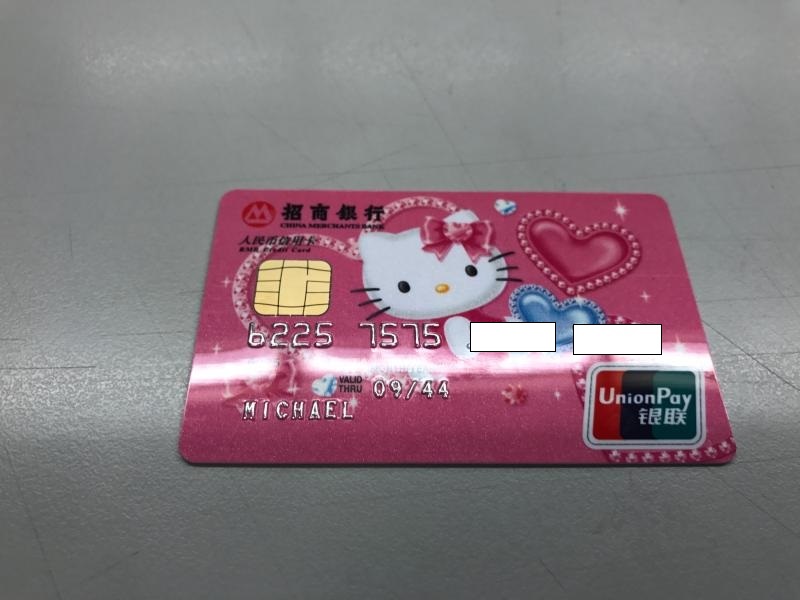 招商银行
CHINA MERCHANTS BANK
人民币信用卡
RMB Credit Card
6225 7575
VALID
THRU 09/44
MICHAEL
UnionPay
银联